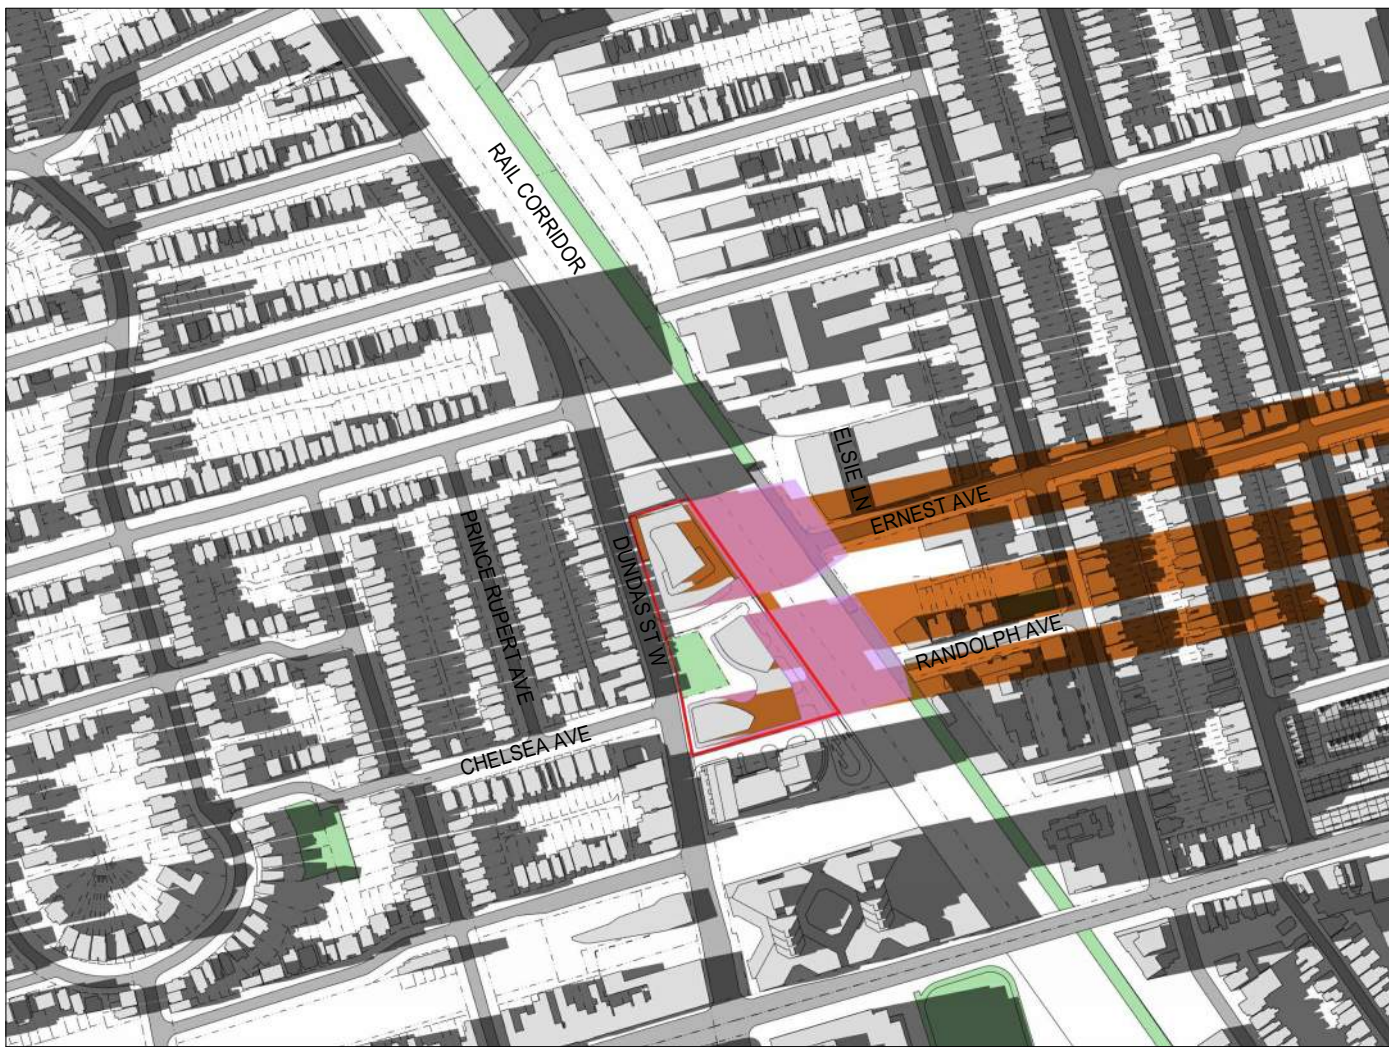 RAIL CORRIDOR
ELSIE LN
ERNEST AVE
PRINCE RUPERT AVE
DUNDAS ST W
RANDOLPH AVE
CHELSEA AVE